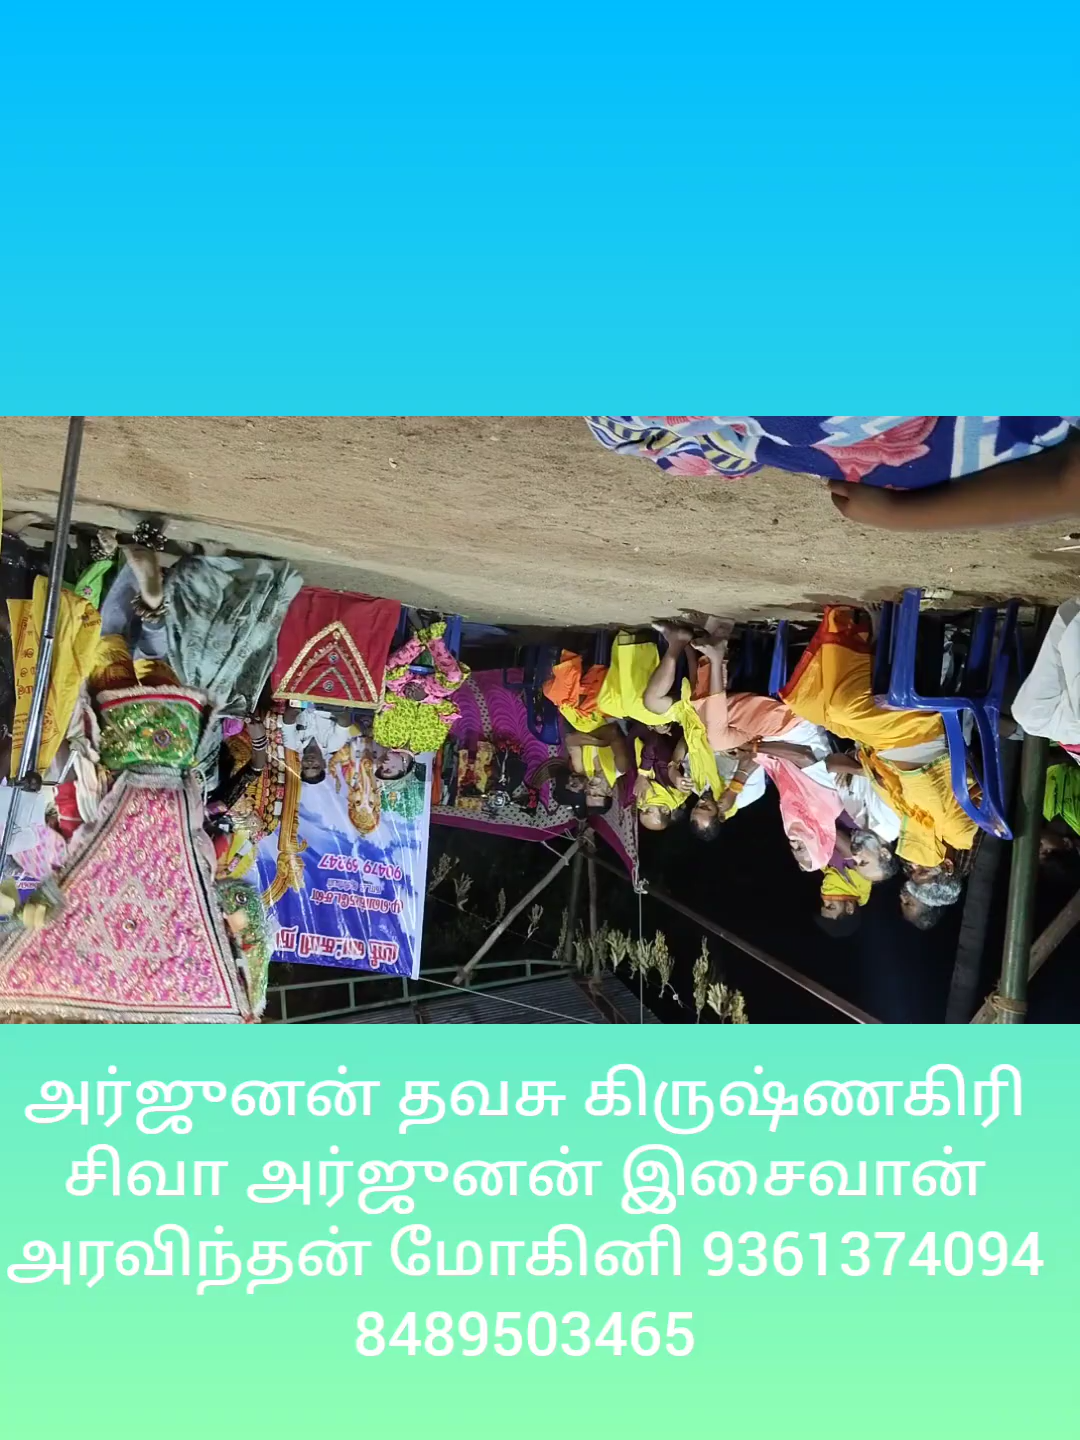 அர்ஜுனன் தவசு கிருஷ்ணகிரி
சிவா அர்ஜுனன் இசைவான்
அரவிந்தன் மோகினி 9361374094
8489503465